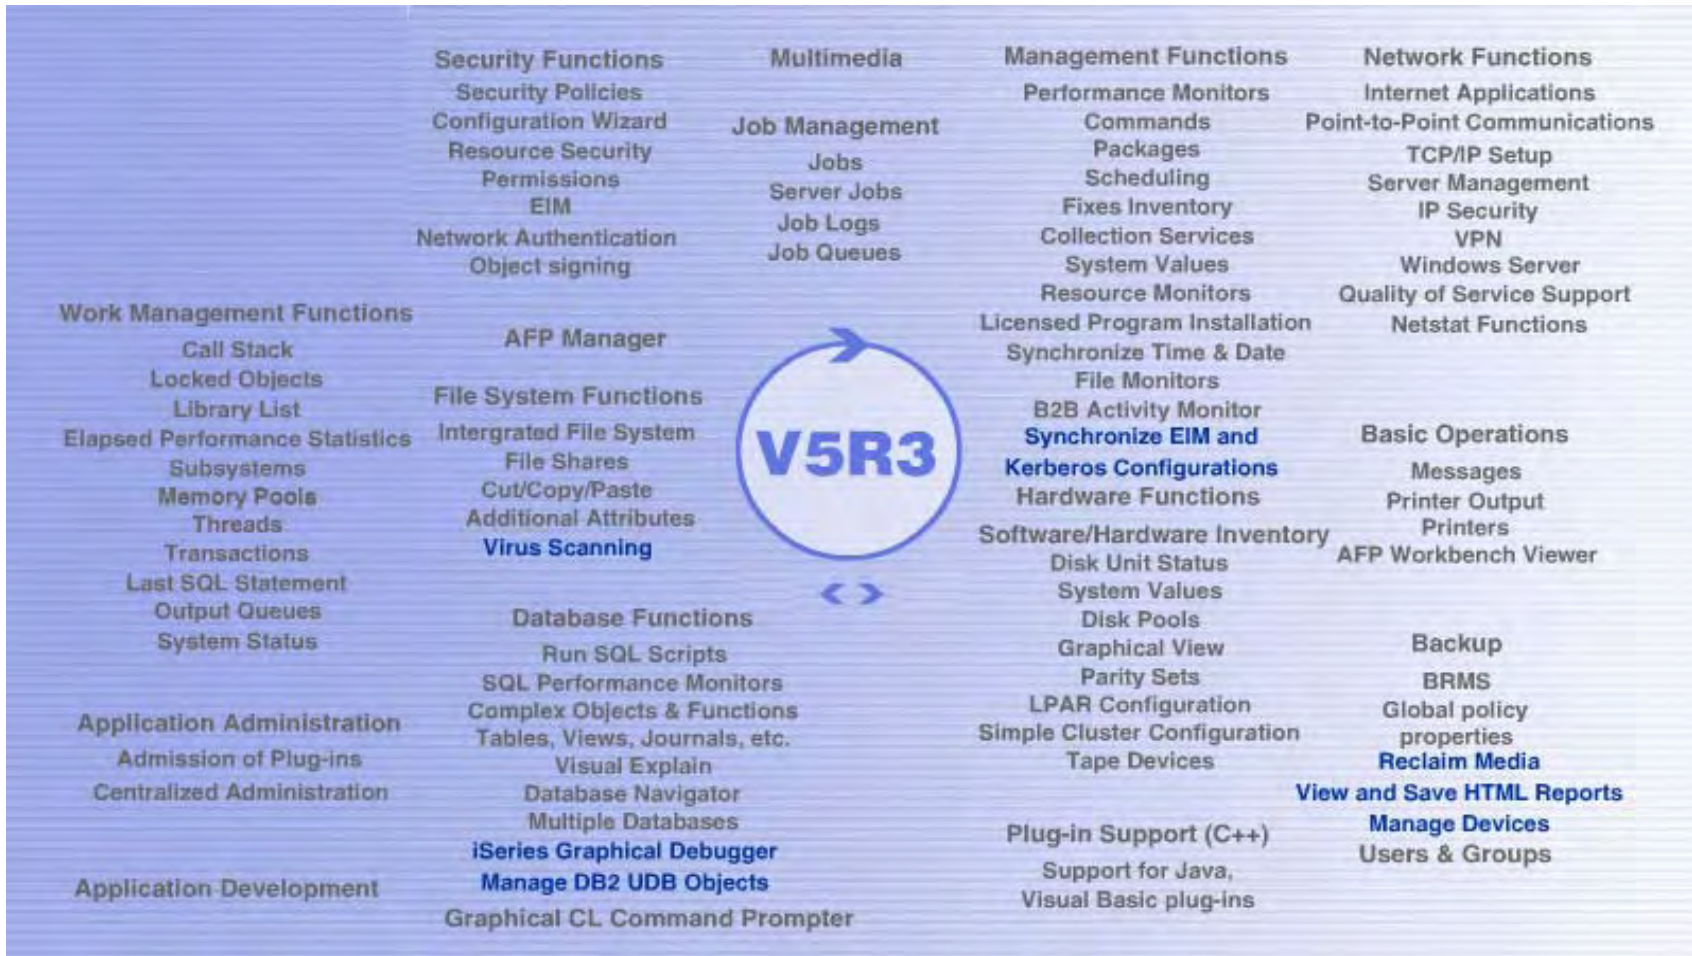 Security Functions
Security Policies
Configuration Wizard
Resource Security
Permissions
EIM
Network Authentication
Object signing
Multimedia
Job Management
Jobs
Server Jobs
Job Logs
Job Queues
Management Functions
Performance Monitors
Commands
Packages
Scheduling
Fixes Inventory
Collection Services
System Values
Resource Monitors
Licensed Program Installation
Synchronize Time & Date
File Monitors
B2B Activity Monitor
Synchronize EIM and
Kerberos Configurations
Hardware Functions
Software/Hardware Inventory
Disk Unit Status
System Values
Disk Pools
Graphical View
Parity Sets
LPAR Configuration
Simple Cluster Configuration
Tape Devices
Plug-in Support (C++)
Support for Java,
Visual Basic plug-ins
Network Functions
Internet Applications
Point-to-Point Communications
TCP/IP Setup
Server Management
IP Security
VPN
Windows Server
Quality of Service Support
Netstat Functions
Basic Operations
Messages
Printer Output
Printers
AFP Workbench Viewer
Backup
BRMS
Global policy
properties
Reclaim Media
View and Save HTML Reports
Manage Devices
Users & Groups
Work Management Functions
Call Stack
Locked Objects
Library List
Elapsed Performance Statistics
Subsystems
Memory Pools
Threads
Transactions
Last SQL Statement
Output Queues
System Status
Application Administration
Admission of Plug-ins
Centralized Administration
Application Development
AFP Manager
File System Functions
Intergrated File System
File Shares
Cut/Copy/Paste
Additional Attributes
Virus Scanning
V5R3
Database Functions
Run SQL Scripts
SQL Performance Monitors
Complex Objects & Functions
Tables, Views, Journals, etc.
Visual Explain
Database Navigator
Multiple Databases
iSeries Graphical Debugger
Manage DB2 UDB Objects
Graphical CL Command Prompter